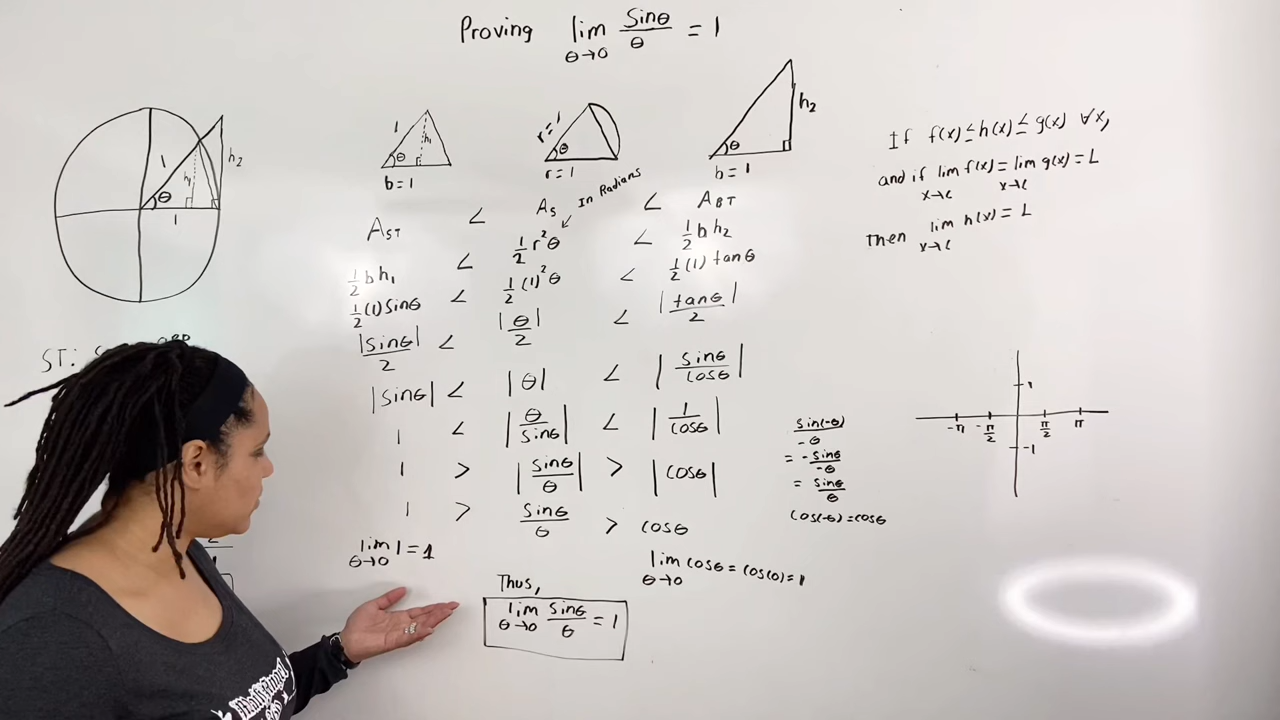 Proving lim θ→0 sinθ/θ = 1
1
h₁
h₂
θ
1
1
h₁
θ
b = 1
r = 1
θ
r = 1
In Radians
h₂
θ
b = 1
A_ST < A_S < A_BT
½ b h₁ < ½ r²θ < ½ b h₂
½ (1) sinθ < ½ (1)²θ < ½ (1) tanθ
|sinθ|/2 < |θ/2| < |tanθ/2|
|sinθ| < |θ| < |sinθ/cosθ|
1 < |θ/sinθ| < |1/cosθ|
1 > |sinθ/θ| > |cosθ|
1 > sinθ/θ > cosθ
lim θ→0 1 = 1
lim θ→0 cosθ = cos(0) = 1
Thus,
lim θ→0 sinθ/θ = 1
sin(-θ)/-θ
= -sinθ/-θ
= sinθ/θ
cos(-θ) = cosθ
If f(x) ≤ h(x) ≤ g(x) ∀x,
and if lim x→c f(x) = lim x→c g(x) = L
Then lim x→c h(x) = L
1
-π -π/2 π/2 π
-1
ST: